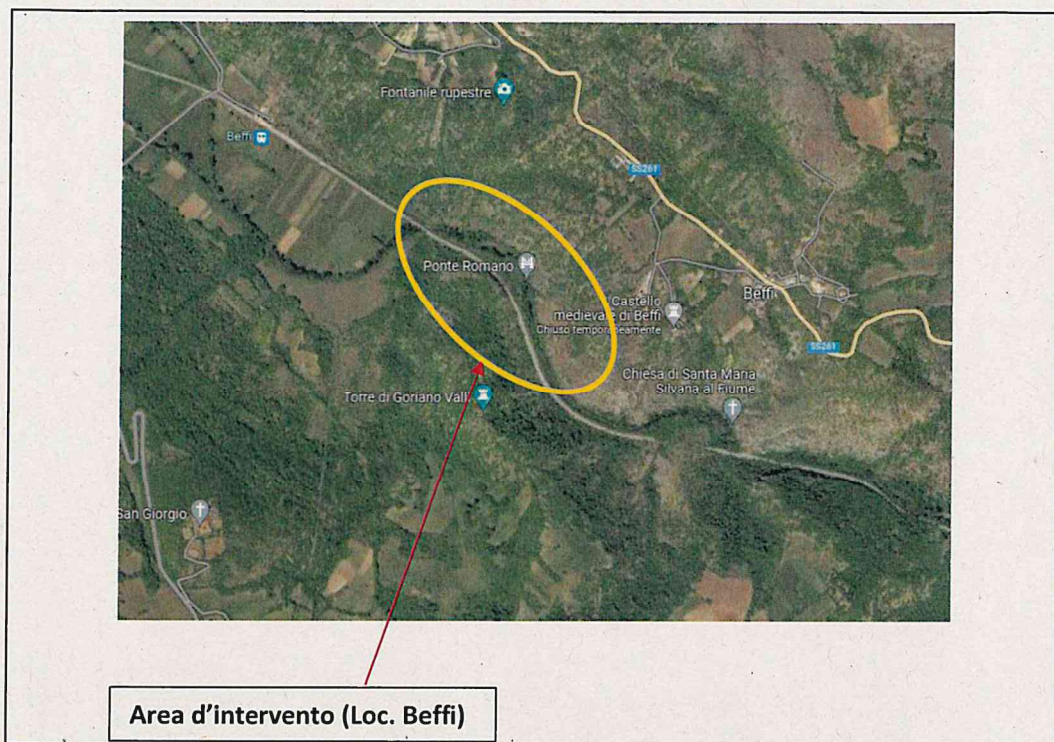 Fontanile rupestre
Beffi
SS261
Ponte Romano
Beffi
Castello
medievale di Beffi
Chiuso temporaneamente
SS261
Chiesa di Santa Maria
Silvana al Fiume
Torre di Goriano Valli
San Giorgio
Area d'intervento (Loc. Beffi)